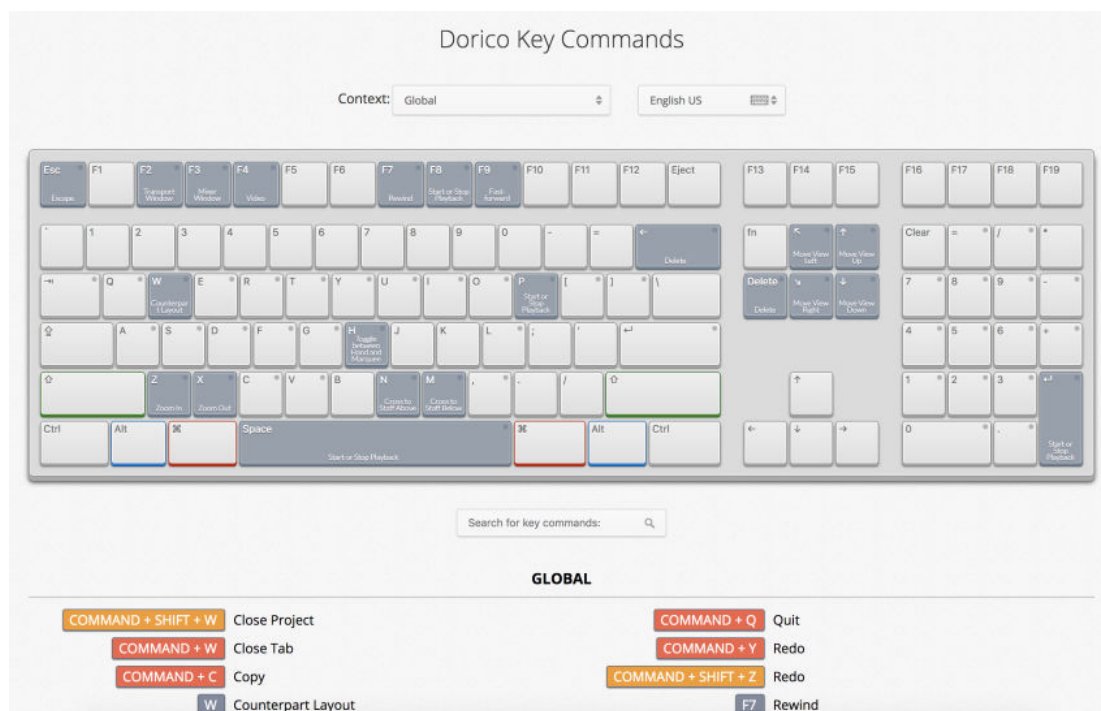 Dorico Key Commands
Context: Global English US
Esc Escape F1 F2 Transport Window F3 Mixer Window F4 Video F5 F6 F7 Rewind F8 Start or Stop Playback F9 Fast-forward F10 F11 F12 Eject F13 F14 F15 F16 F17 F18 F19
` 1 2 3 4 5 6 7 8 9 0 - = ← Delete fn ↖ Move View Left ↑ Move View Up Clear = / *
⇥ Q W Counterpart Layout E R T Y U I O P Start or Stop Playback [ ] \ Delete Delete ↘ Move View Right ↓ Move View Down 7 8 9 -
⇪ A S D F G H Toggle between Hand and Marquee J K L ; ' ↵ 4 5 6 +
⇧ Z Zoom In X Zoom Out C V B N Cross to Staff Above M Cross to Staff Below , . / ⇧ ↑ 1 2 3 ↵ Start or Stop Playback
Ctrl Alt ⌘ Space Start or Stop Playback ⌘ Alt Ctrl ← ↓ → 0 .
Search for key commands:
GLOBAL
COMMAND + SHIFT + W Close Project COMMAND + Q Quit
COMMAND + W Close Tab COMMAND + Y Redo
COMMAND + C Copy COMMAND + SHIFT + Z Redo
W Counterpart Layout F7 Rewind